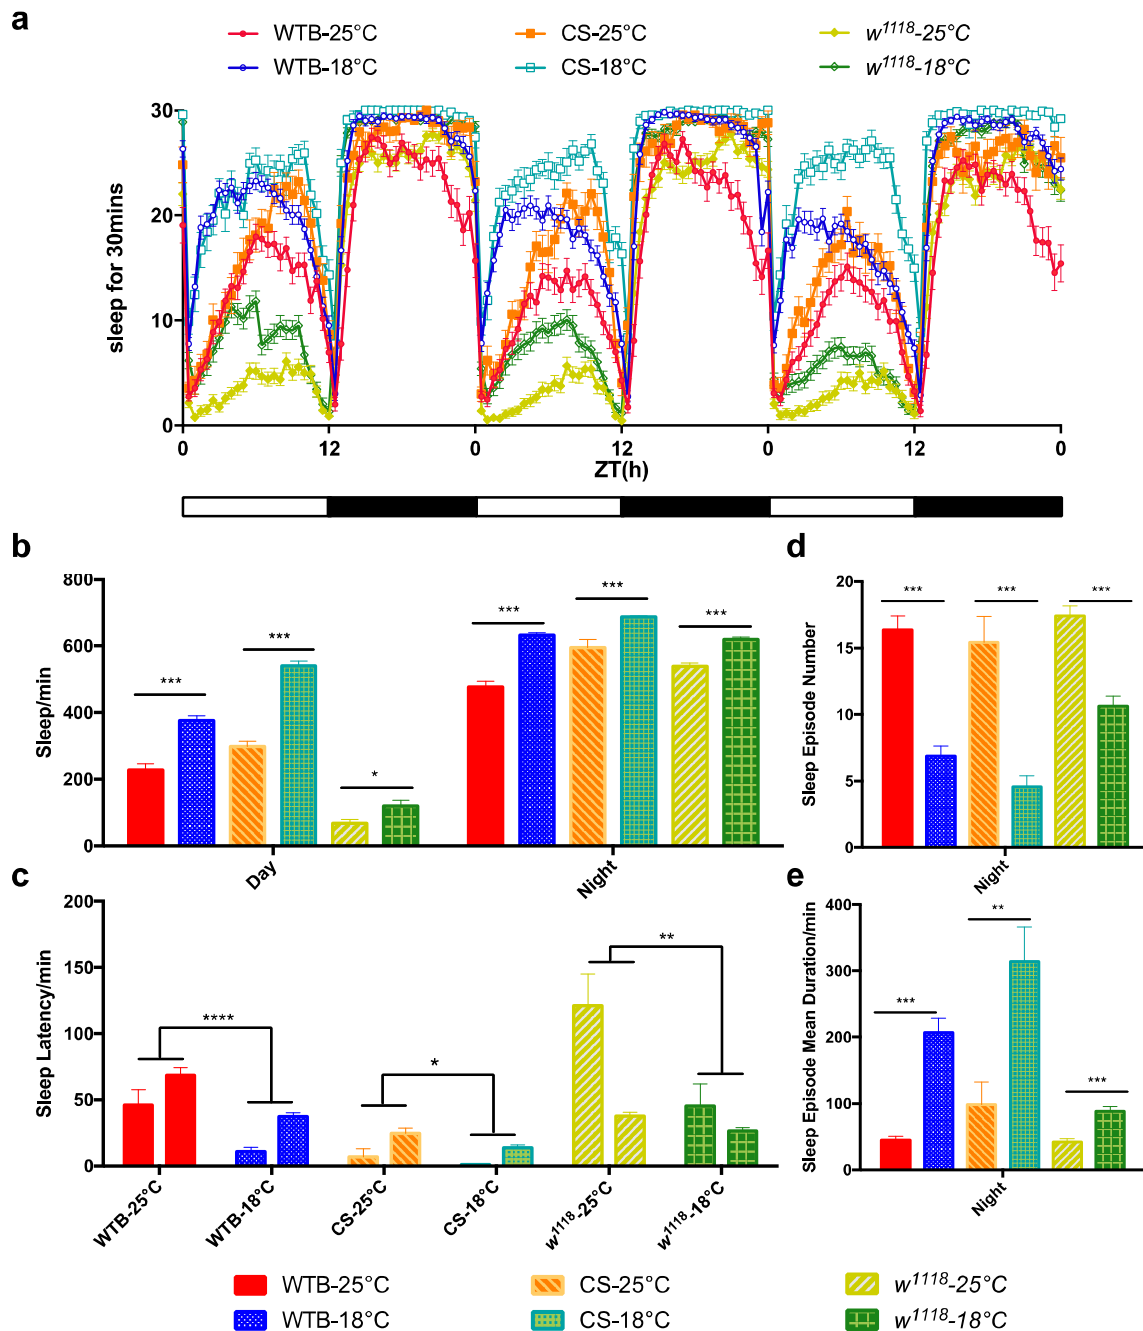 a
WTB-25°C CS-25°C w1118-25°C
WTB-18°C CS-18°C w1118-18°C
sleep for 30mins
30
20
10
0
0 12 0 12 0 12 0
ZT(h)
b
Sleep/min
800
600
400
200
0
*** *** * *** *** ***
Day Night
d
Sleep Episode Number
20
15
10
5
0
*** *** ***
Night
c
Sleep Latency/min
200
150
100
50
0
**** * **
WTB-25°C WTB-18°C CS-25°C CS-18°C w1118-25°C w1118-18°C
e
Sleep Episode Mean Duration/min
400
300
200
100
0
*** ** ***
Night
WTB-25°C CS-25°C w1118-25°C
WTB-18°C CS-18°C w1118-18°C